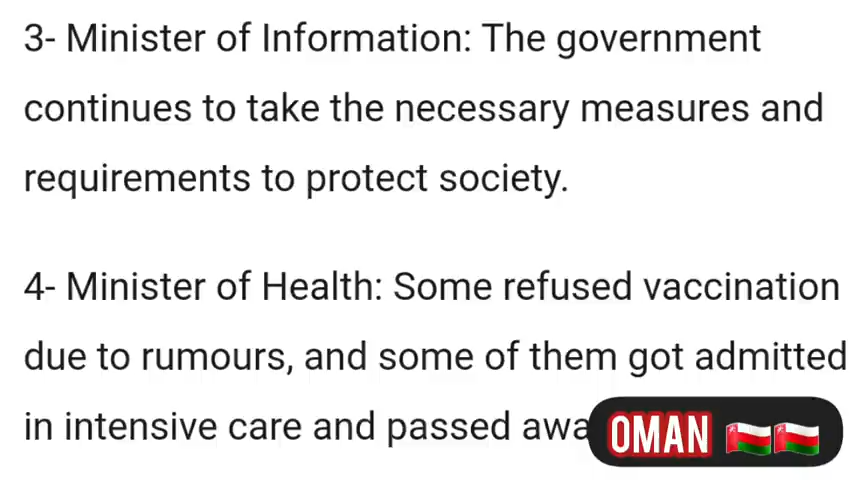 3- Minister of Information: The government
continues to take the necessary measures and
requirements to protect society.
4- Minister of Health: Some refused vaccination
due to rumours, and some of them got admitted
in intensive care and passed
OMAN